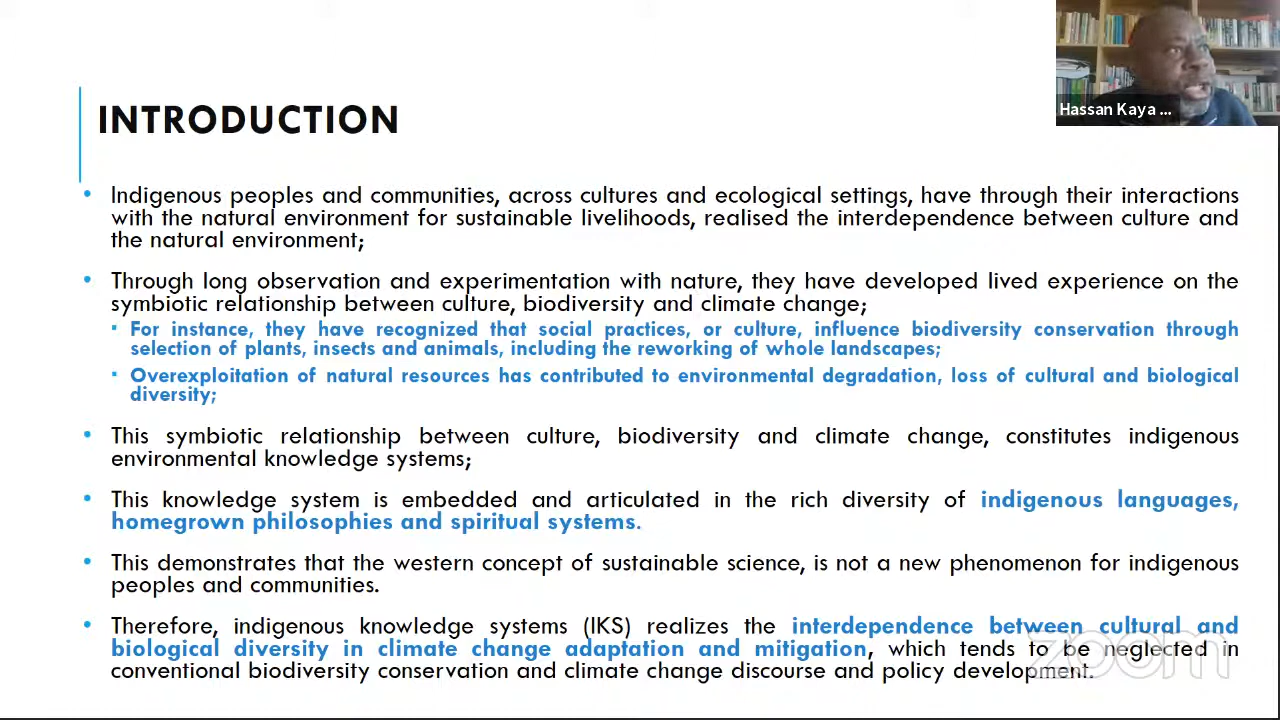 Hassan Kaya ...
INTRODUCTION
• Indigenous peoples and communities, across cultures and ecological settings, have through their interactions
with the natural environment for sustainable livelihoods, realised the interdependence between culture and
the natural environment;
• Through long observation and experimentation with nature, they have developed lived experience on the
symbiotic relationship between culture, biodiversity and climate change;
▪ For instance, they have recognized that social practices, or culture, influence biodiversity conservation through
selection of plants, insects and animals, including the reworking of whole landscapes;
▪ Overexploitation of natural resources has contributed to environmental degradation, loss of cultural and biological
diversity;
• This symbiotic relationship between culture, biodiversity and climate change, constitutes indigenous
environmental knowledge systems;
• This knowledge system is embedded and articulated in the rich diversity of indigenous languages,
homegrown philosophies and spiritual systems.
• This demonstrates that the western concept of sustainable science, is not a new phenomenon for indigenous
peoples and communities.
• Therefore, indigenous knowledge systems (IKS) realizes the interdependence between cultural and
biological diversity in climate change adaptation and mitigation, which tends to be neglected in
conventional biodiversity conservation and climate change discourse and policy development.
zoom